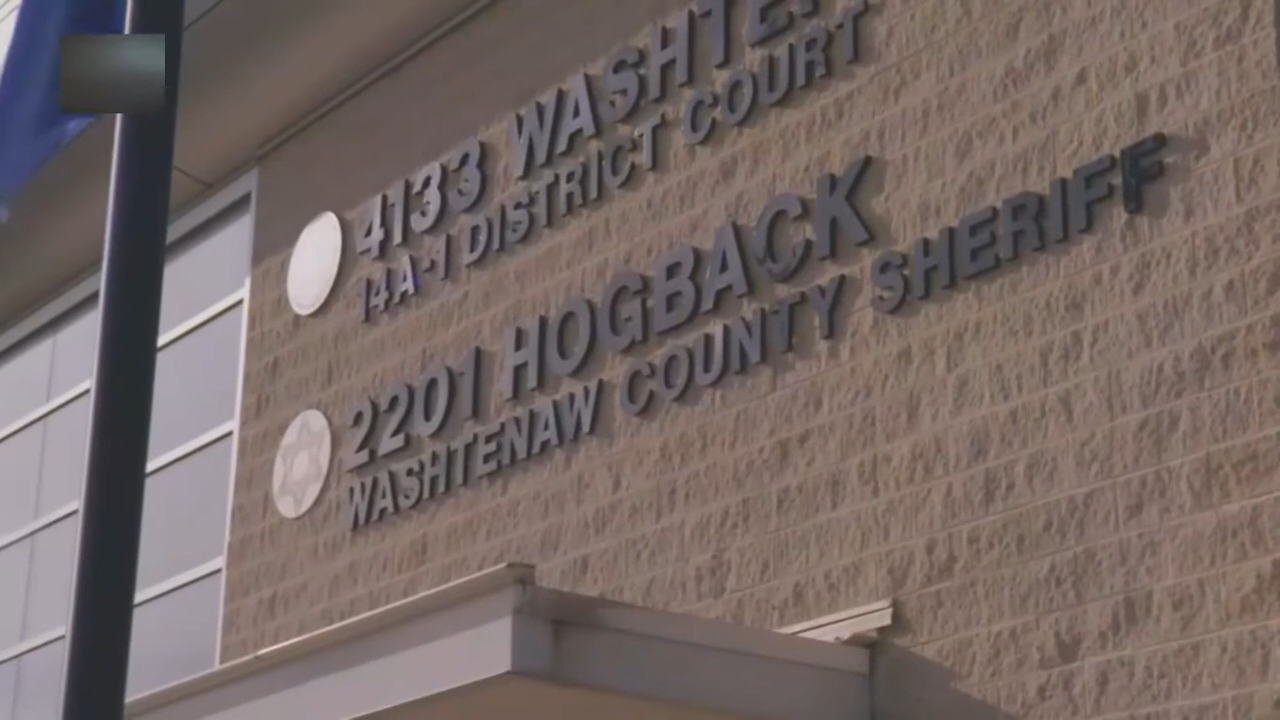 4133 WASHTE
14A-1 DISTRICT COURT
2201 HOGBACK
WASHTENAW COUNTY SHERIFF